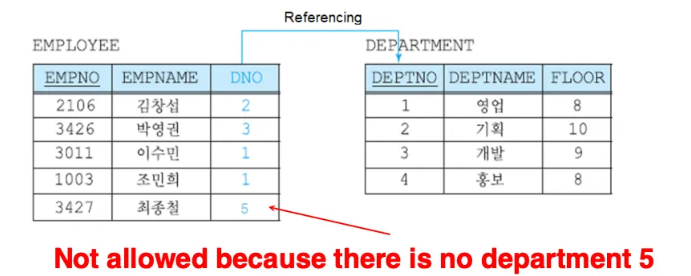 Referencing
EMPLOYEE
EMPNO EMPNAME DNO
2106 김창섭 2
3426 박영권 3
3011 이수민 1
1003 조민희 1
3427 최종철 5
DEPARTMENT
DEPTNO DEPTNAME FLOOR
1 영업 8
2 기획 10
3 개발 9
4 홍보 8
Not allowed because there is no department 5